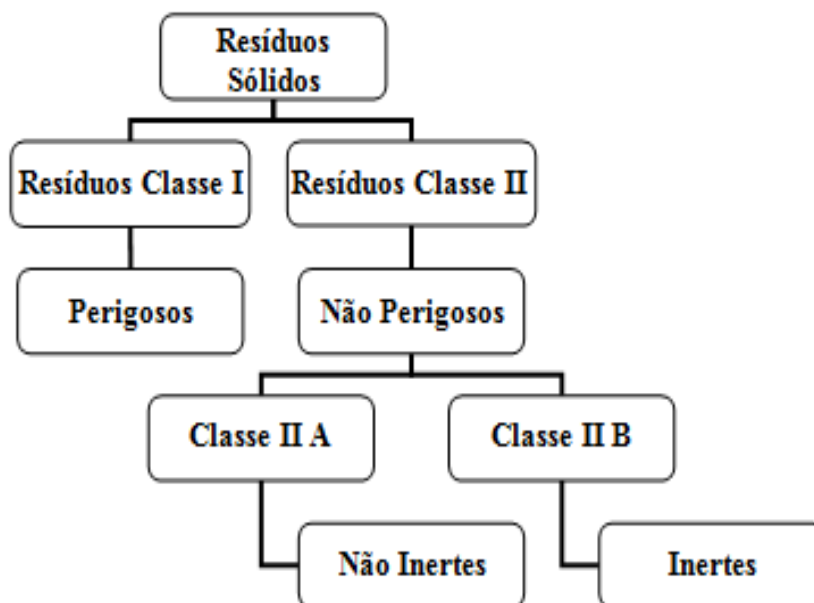 Resíduos
Sólidos
Resíduos Classe I
Resíduos Classe II
Perigosos
Não Perigosos
Classe II A
Classe II B
Não Inertes
Inertes